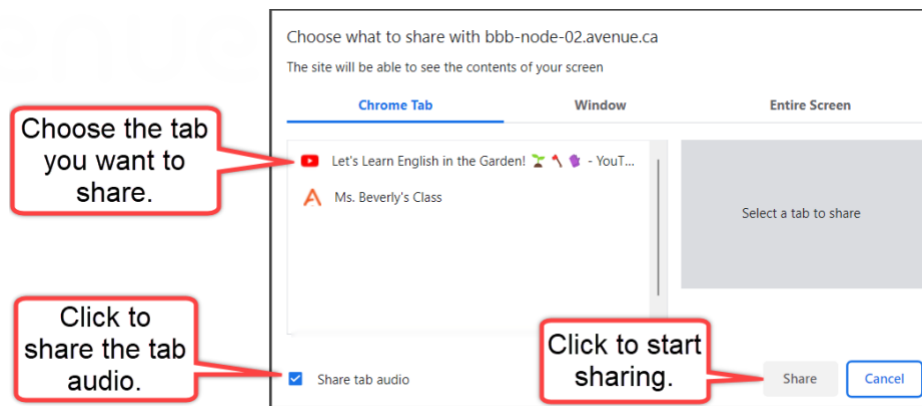 Choose what to share with bbb-node-02.avenue.ca
The site will be able to see the contents of your screen
Chrome Tab
Window
Entire Screen
Choose the tab
you want to
share.
Let's Learn English in the Garden! 🌱 🪓 🧤 - YouT...
Ms. Beverly's Class
Select a tab to share
Click to
share the tab
audio.
Share tab audio
Click to start
sharing.
Share
Cancel